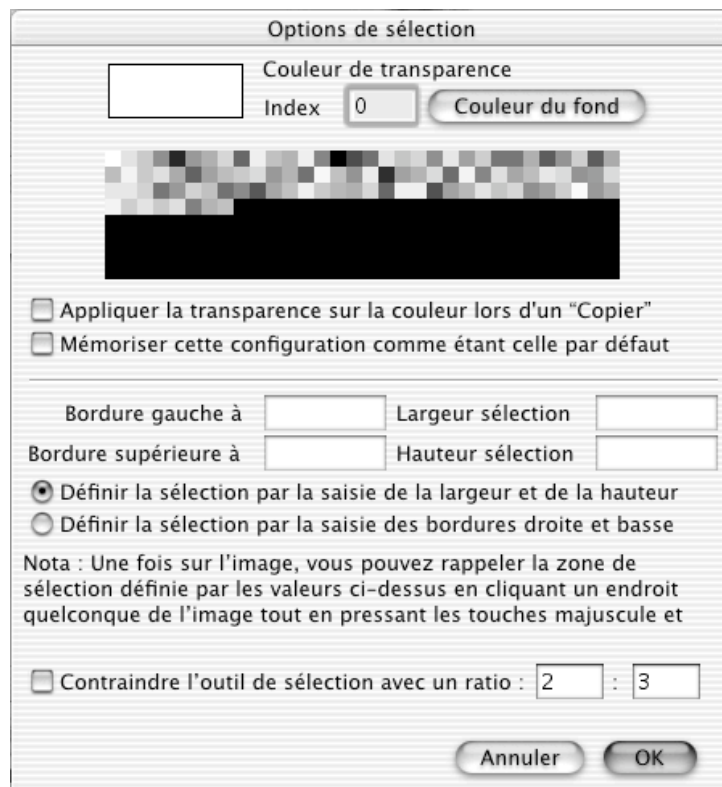 Options de sélection
Couleur de transparence
Index 0 Couleur du fond
Appliquer la transparence sur la couleur lors d'un “Copier”
Mémoriser cette configuration comme étant celle par défaut
Bordure gauche à Largeur sélection
Bordure supérieure à Hauteur sélection
Définir la sélection par la saisie de la largeur et de la hauteur
Définir la sélection par la saisie des bordures droite et basse
Nota : Une fois sur l’image, vous pouvez rappeler la zone de
sélection définie par les valeurs ci-dessus en cliquant un endroit
quelconque de l’image tout en pressant les touches majuscule et
Contraindre l’outil de sélection avec un ratio : 2 : 3
Annuler OK